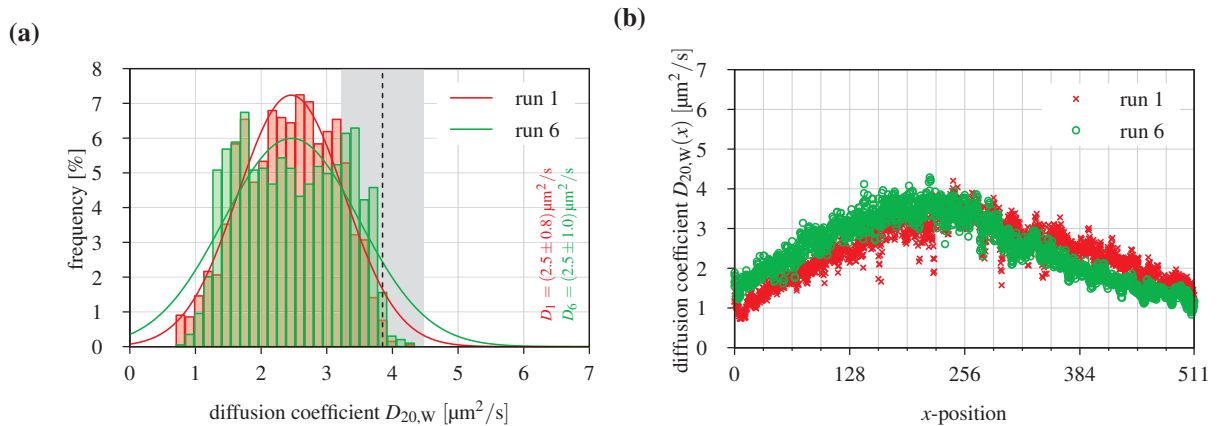 (a)
8
7
6
5
4
3
2
1
0
frequency [%]
0 1 2 3 4 5 6 7
diffusion coefficient D20,W [µm²/s]
run 1
run 6
D1 = (2.5 ± 0.8) µm²/s
D6 = (2.5 ± 1.0) µm²/s
(b)
7
6
5
4
3
2
1
0
diffusion coefficient D20,W(x) [µm²/s]
0 128 256 384 511
x-position
run 1
run 6